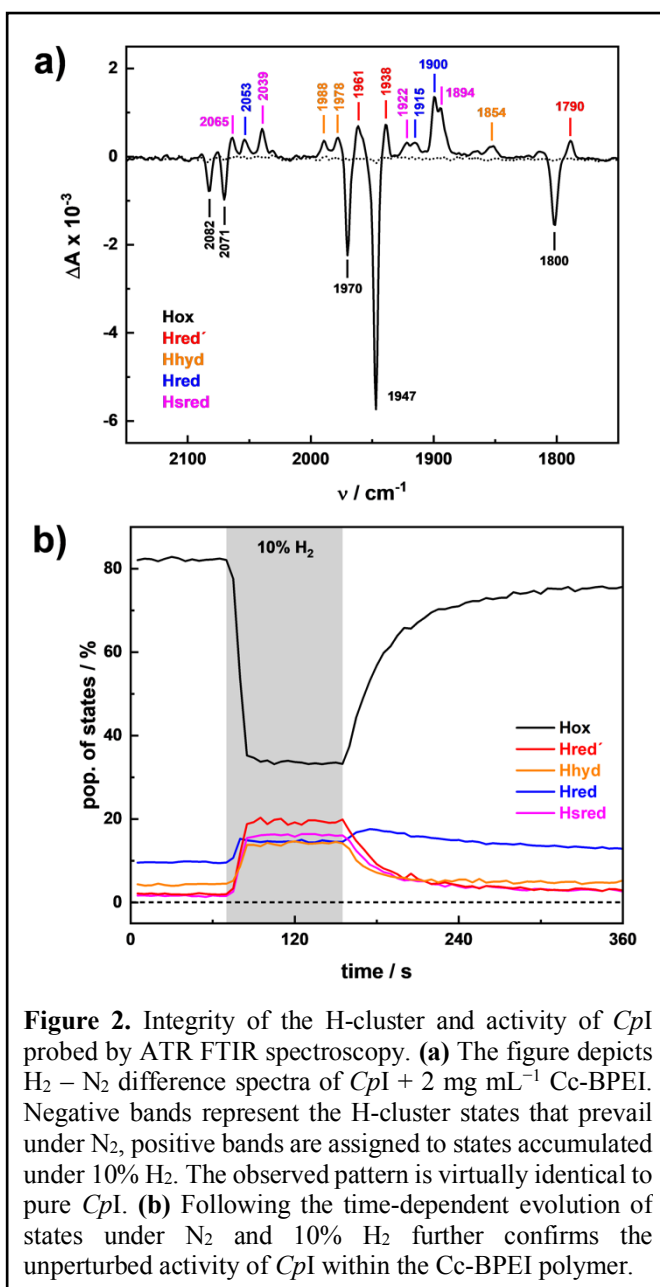 a)
2065
2053
2039
1988
1978
1961
1938
1922
1915
1900
1894
1854
1790
2
0
-2
-4
-6
ΔA x 10⁻³
2082
2071
1970
1947
1800
Hox
Hred´
Hhyd
Hred
Hsred
2100 2000 1900 1800
ν / cm⁻¹
b)
10% H₂
80
60
40
20
0
pop. of states / %
Hox
Hred´
Hhyd
Hred
Hsred
0 120 240 360
time / s
Figure 2. Integrity of the H-cluster and activity of CpI
probed by ATR FTIR spectroscopy. (a) The figure depicts
H₂ – N₂ difference spectra of CpI + 2 mg mL⁻¹ Cc-BPEI.
Negative bands represent the H-cluster states that prevail
under N₂, positive bands are assigned to states accumulated
under 10% H₂. The observed pattern is virtually identical to
pure CpI. (b) Following the time-dependent evolution of
states under N₂ and 10% H₂ further confirms the
unperturbed activity of CpI within the Cc-BPEI polymer.